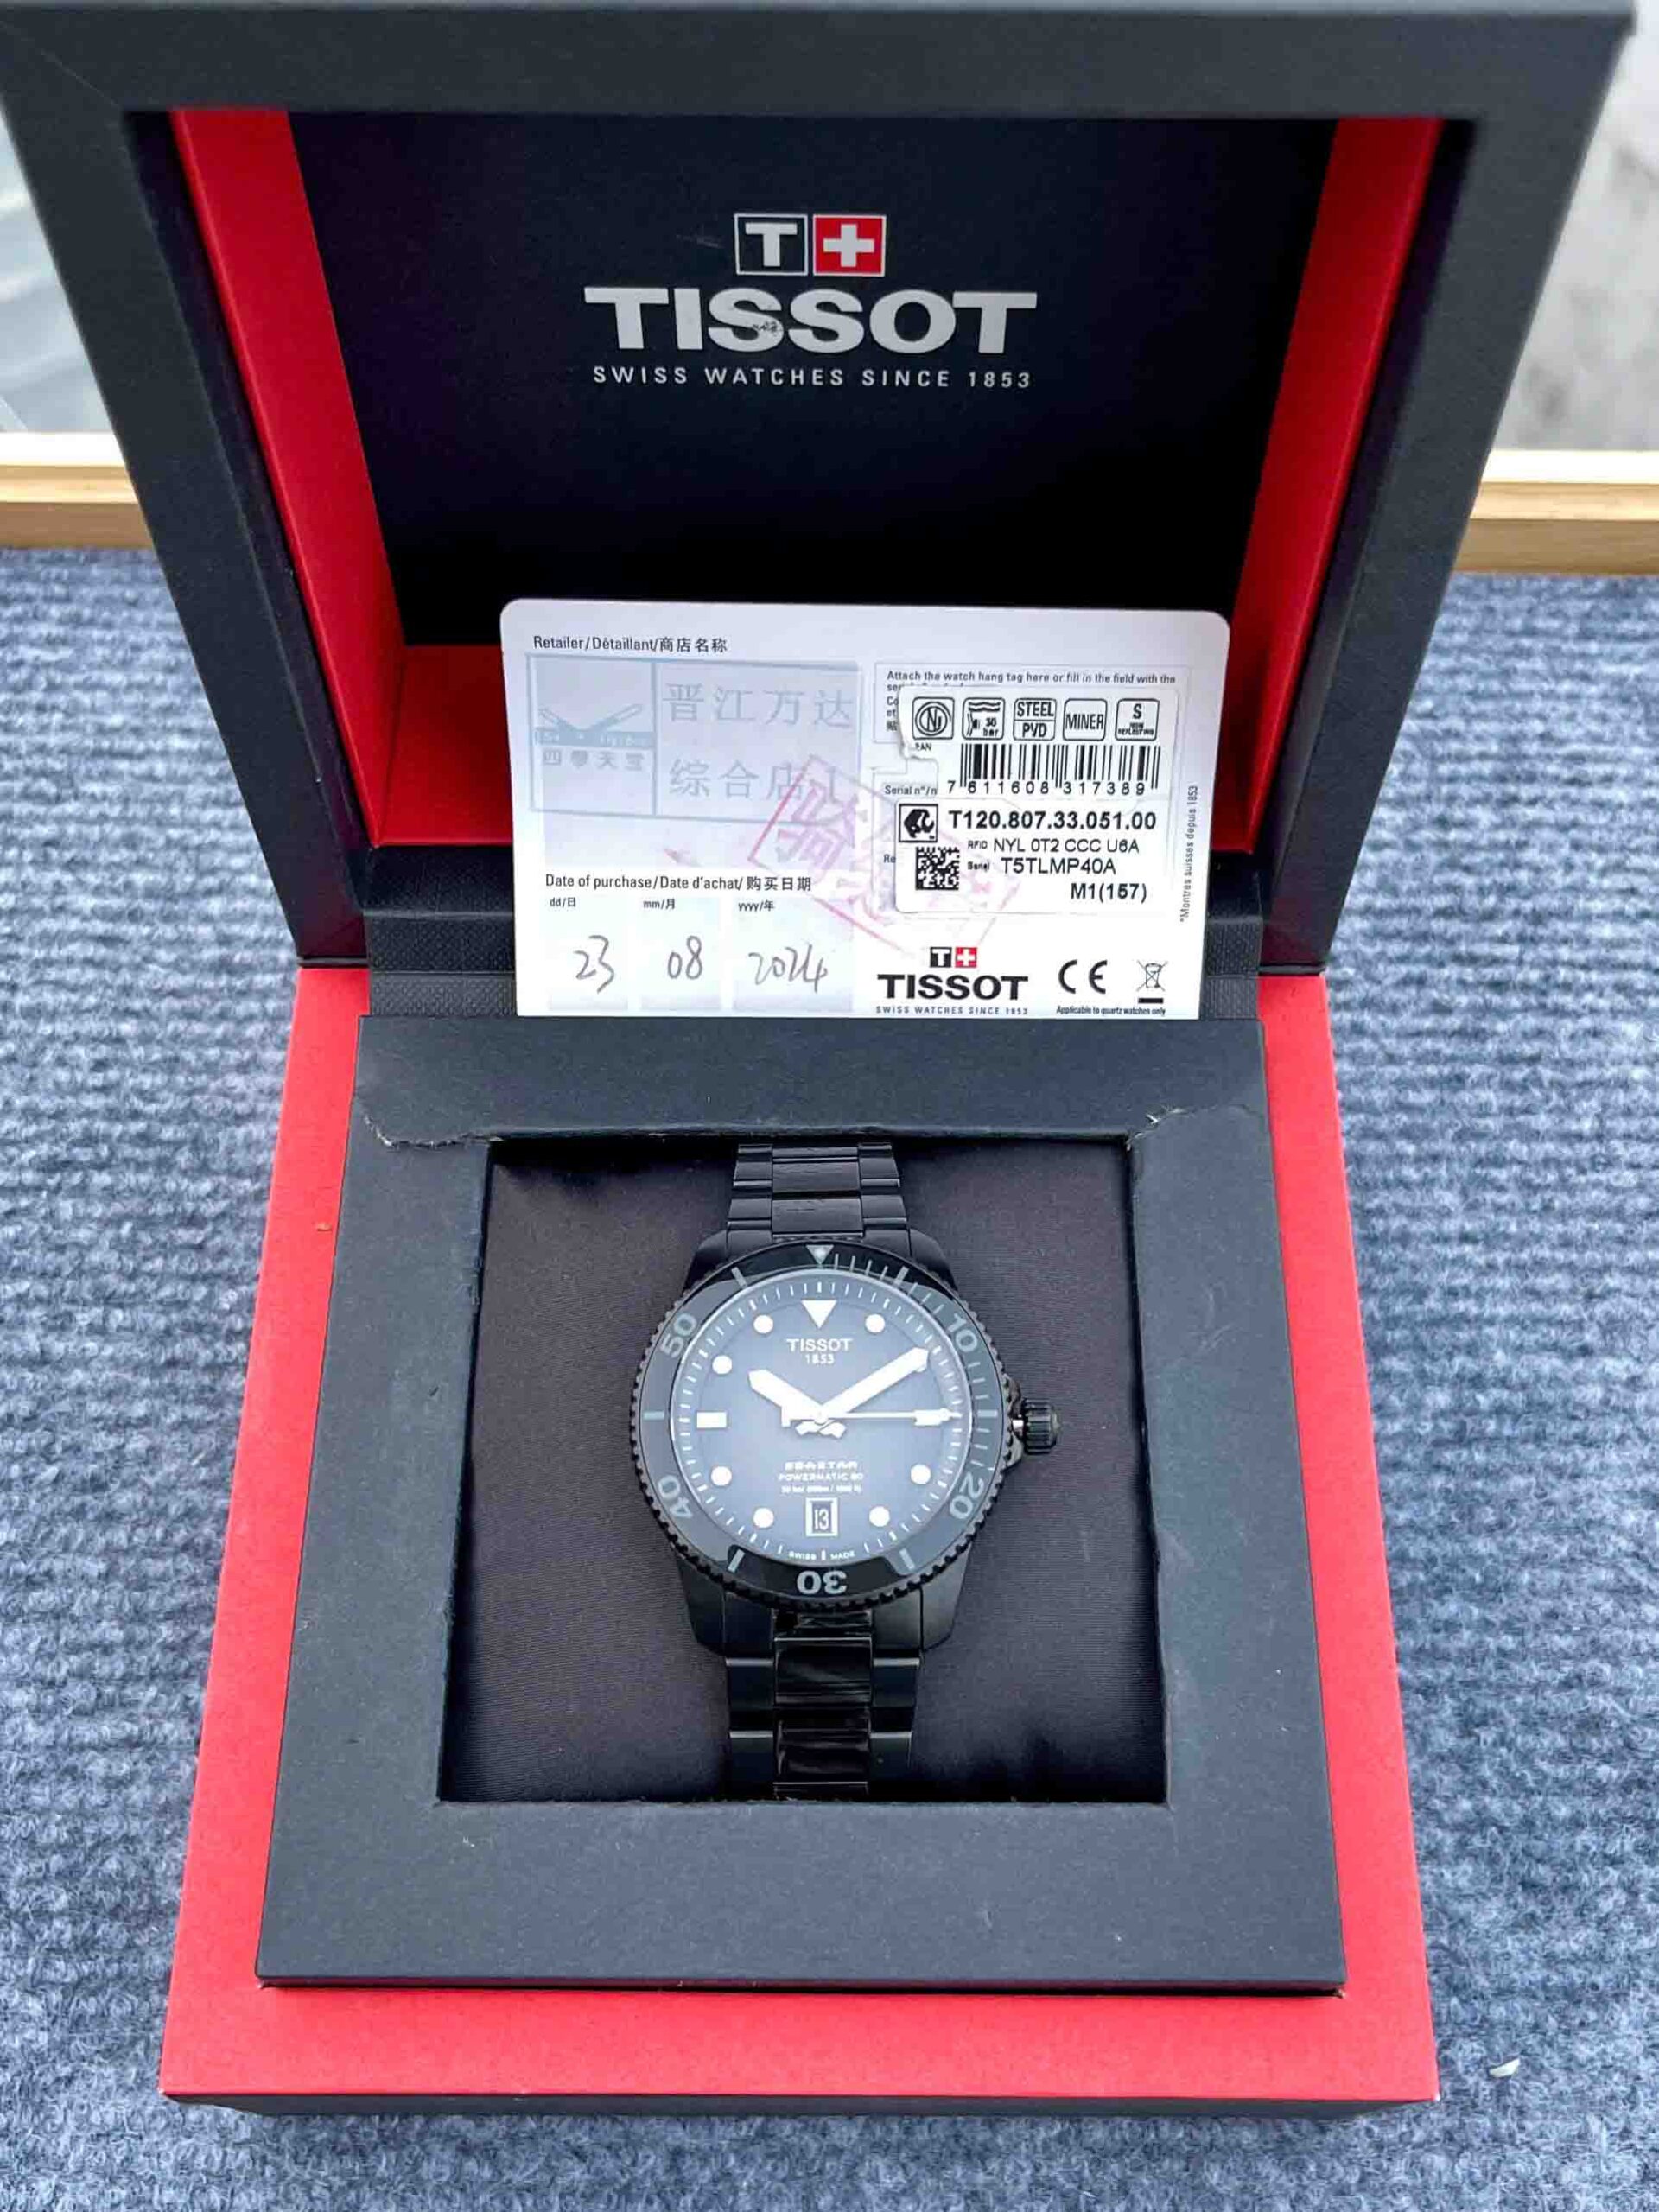 T+
TISSOT
SWISS WATCHES SINCE 1853
Retailer/Détaillant/商店名称
晋江万达
综合店1
四季天宝
Attach the watch hang tag here or fill in the field with the
30
bar
STEEL
PVD
MINER
S
EAN
7 611608 317389
Serial n°/n
T120.807.33.051.00
RFID NYL 0T2 CCC U6A
Serial T5TLMP40A
M1(157)
*Montres suisses depuis 1853
Date of purchase/Date d'achat/ 购买日期
dd/日 mm/月 yyyy/年
23 08 2024
T+
TISSOT
SWISS WATCHES SINCE 1853
CE
Applicable to quartz watches only
10
20
30
40
50
TISSOT
1853
SEASTAR
POWERMATIC 80
13
SWISS MADE